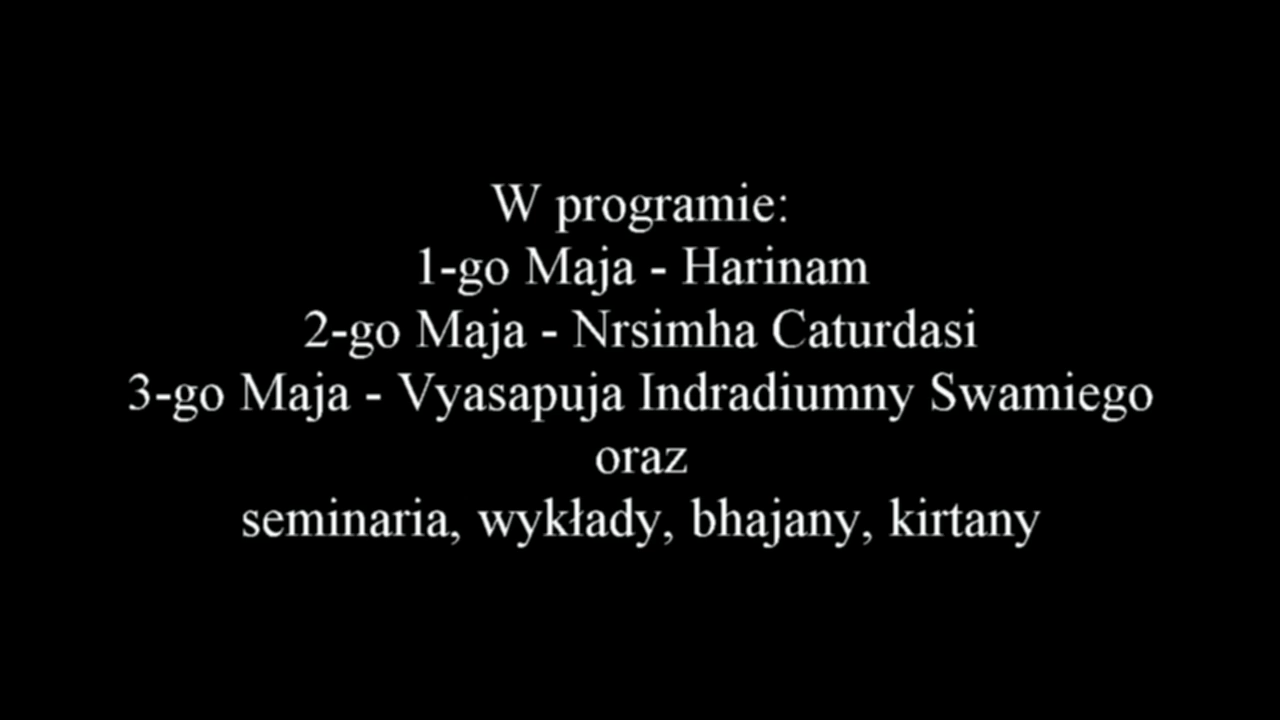 W programie:
1-go Maja - Harinam
2-go Maja - Nrsimha Caturdasi
3-go Maja - Vyasapuja Indradiumny Swamiego
oraz
seminaria, wykłady, bhajany, kirtany